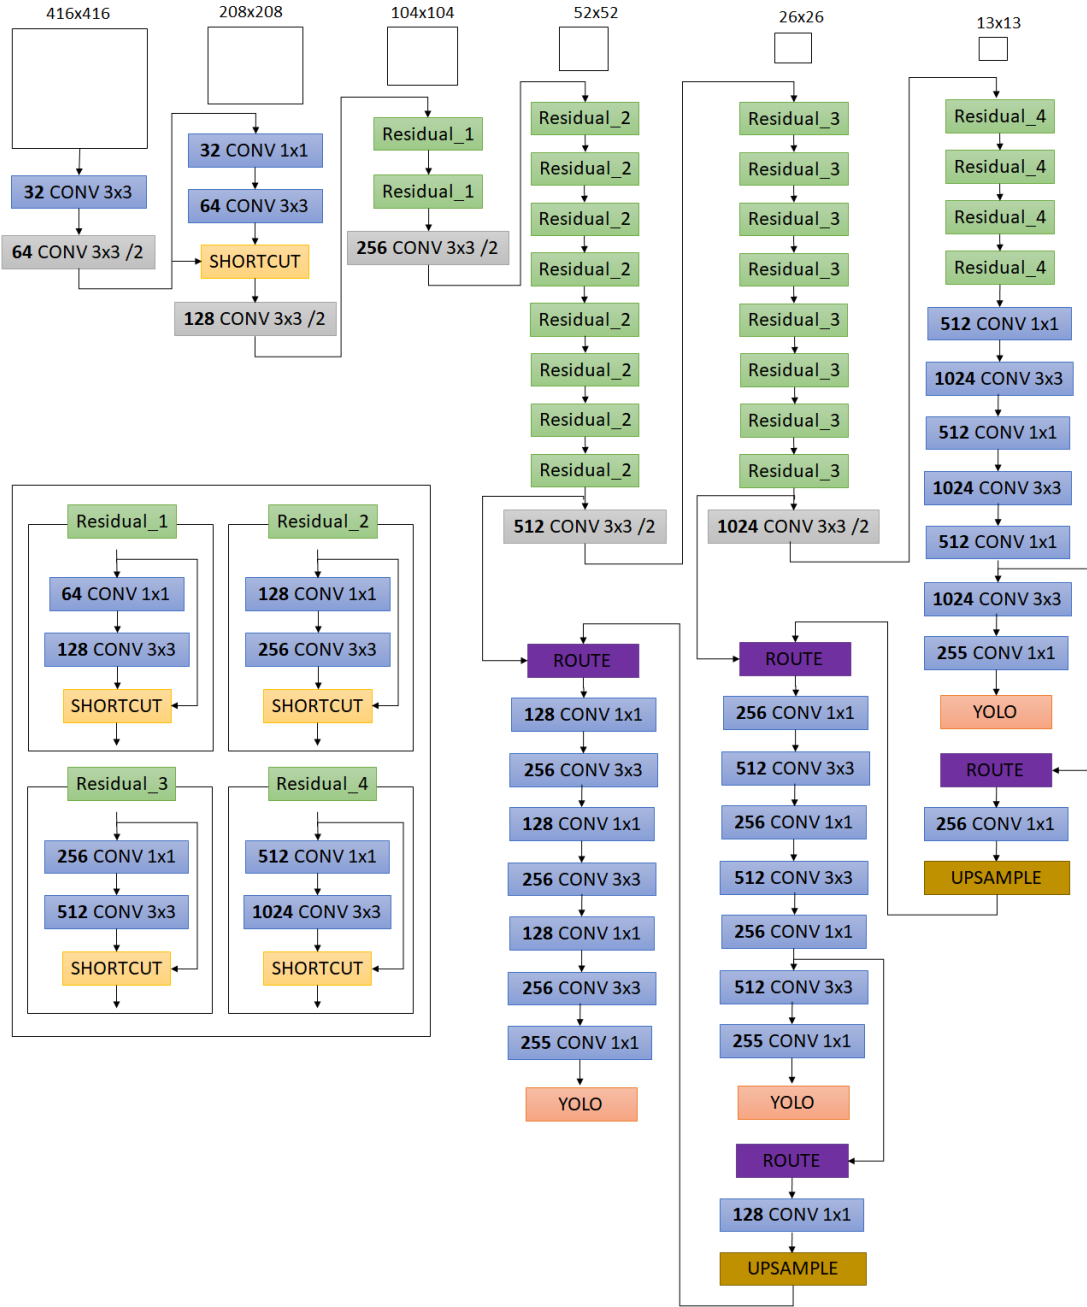 416x416
32 CONV 3x3
64 CONV 3x3 /2
208x208
32 CONV 1x1
64 CONV 3x3
SHORTCUT
128 CONV 3x3 /2
104x104
Residual_1
Residual_1
256 CONV 3x3 /2
52x52
Residual_2
Residual_2
Residual_2
Residual_2
Residual_2
Residual_2
Residual_2
Residual_2
512 CONV 3x3 /2
ROUTE
128 CONV 1x1
256 CONV 3x3
128 CONV 1x1
256 CONV 3x3
128 CONV 1x1
256 CONV 3x3
255 CONV 1x1
YOLO
26x26
Residual_3
Residual_3
Residual_3
Residual_3
Residual_3
Residual_3
Residual_3
Residual_3
1024 CONV 3x3 /2
ROUTE
256 CONV 1x1
512 CONV 3x3
256 CONV 1x1
512 CONV 3x3
256 CONV 1x1
512 CONV 3x3
255 CONV 1x1
YOLO
ROUTE
128 CONV 1x1
UPSAMPLE
13x13
Residual_4
Residual_4
Residual_4
Residual_4
512 CONV 1x1
1024 CONV 3x3
512 CONV 1x1
1024 CONV 3x3
512 CONV 1x1
1024 CONV 3x3
255 CONV 1x1
YOLO
ROUTE
256 CONV 1x1
UPSAMPLE
Residual_1
64 CONV 1x1
128 CONV 3x3
SHORTCUT
Residual_2
128 CONV 1x1
256 CONV 3x3
SHORTCUT
Residual_3
256 CONV 1x1
512 CONV 3x3
SHORTCUT
Residual_4
512 CONV 1x1
1024 CONV 3x3
SHORTCUT